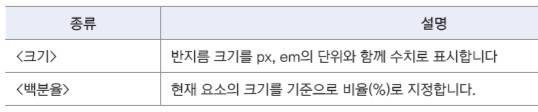 종류 설명
<크기> 반지름 크기를 px, em의 단위와 함께 수치로 표시합니다
<백분율> 현재 요소의 크기를 기준으로 비율(%)로 지정합니다.